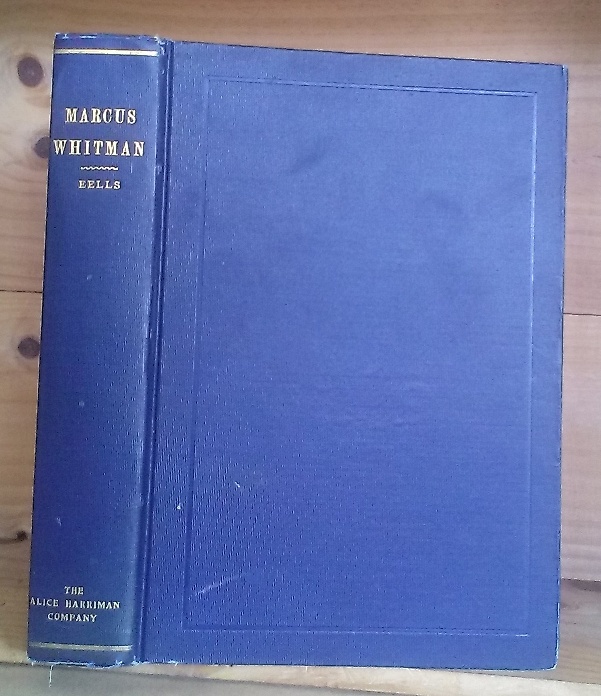 MARCUS
WHITMAN
EELLS
THE
ALICE HARRIMAN
COMPANY